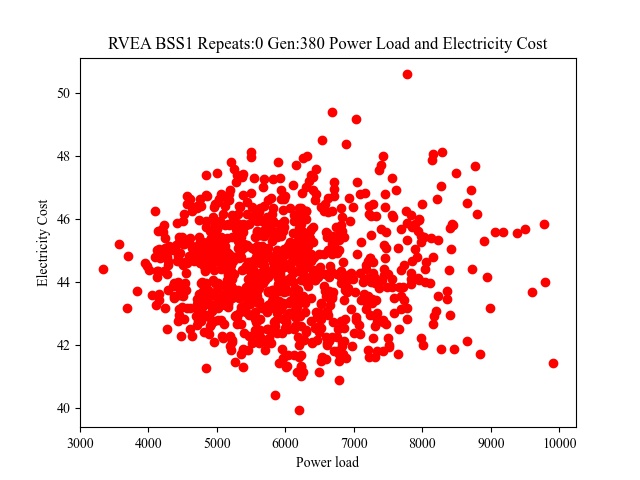 RVEA BSS1 Repeats:0 Gen:380 Power Load and Electricity Cost
50
48
46
44
42
40
Electricity Cost
3000 4000 5000 6000 7000 8000 9000 10000
Power load